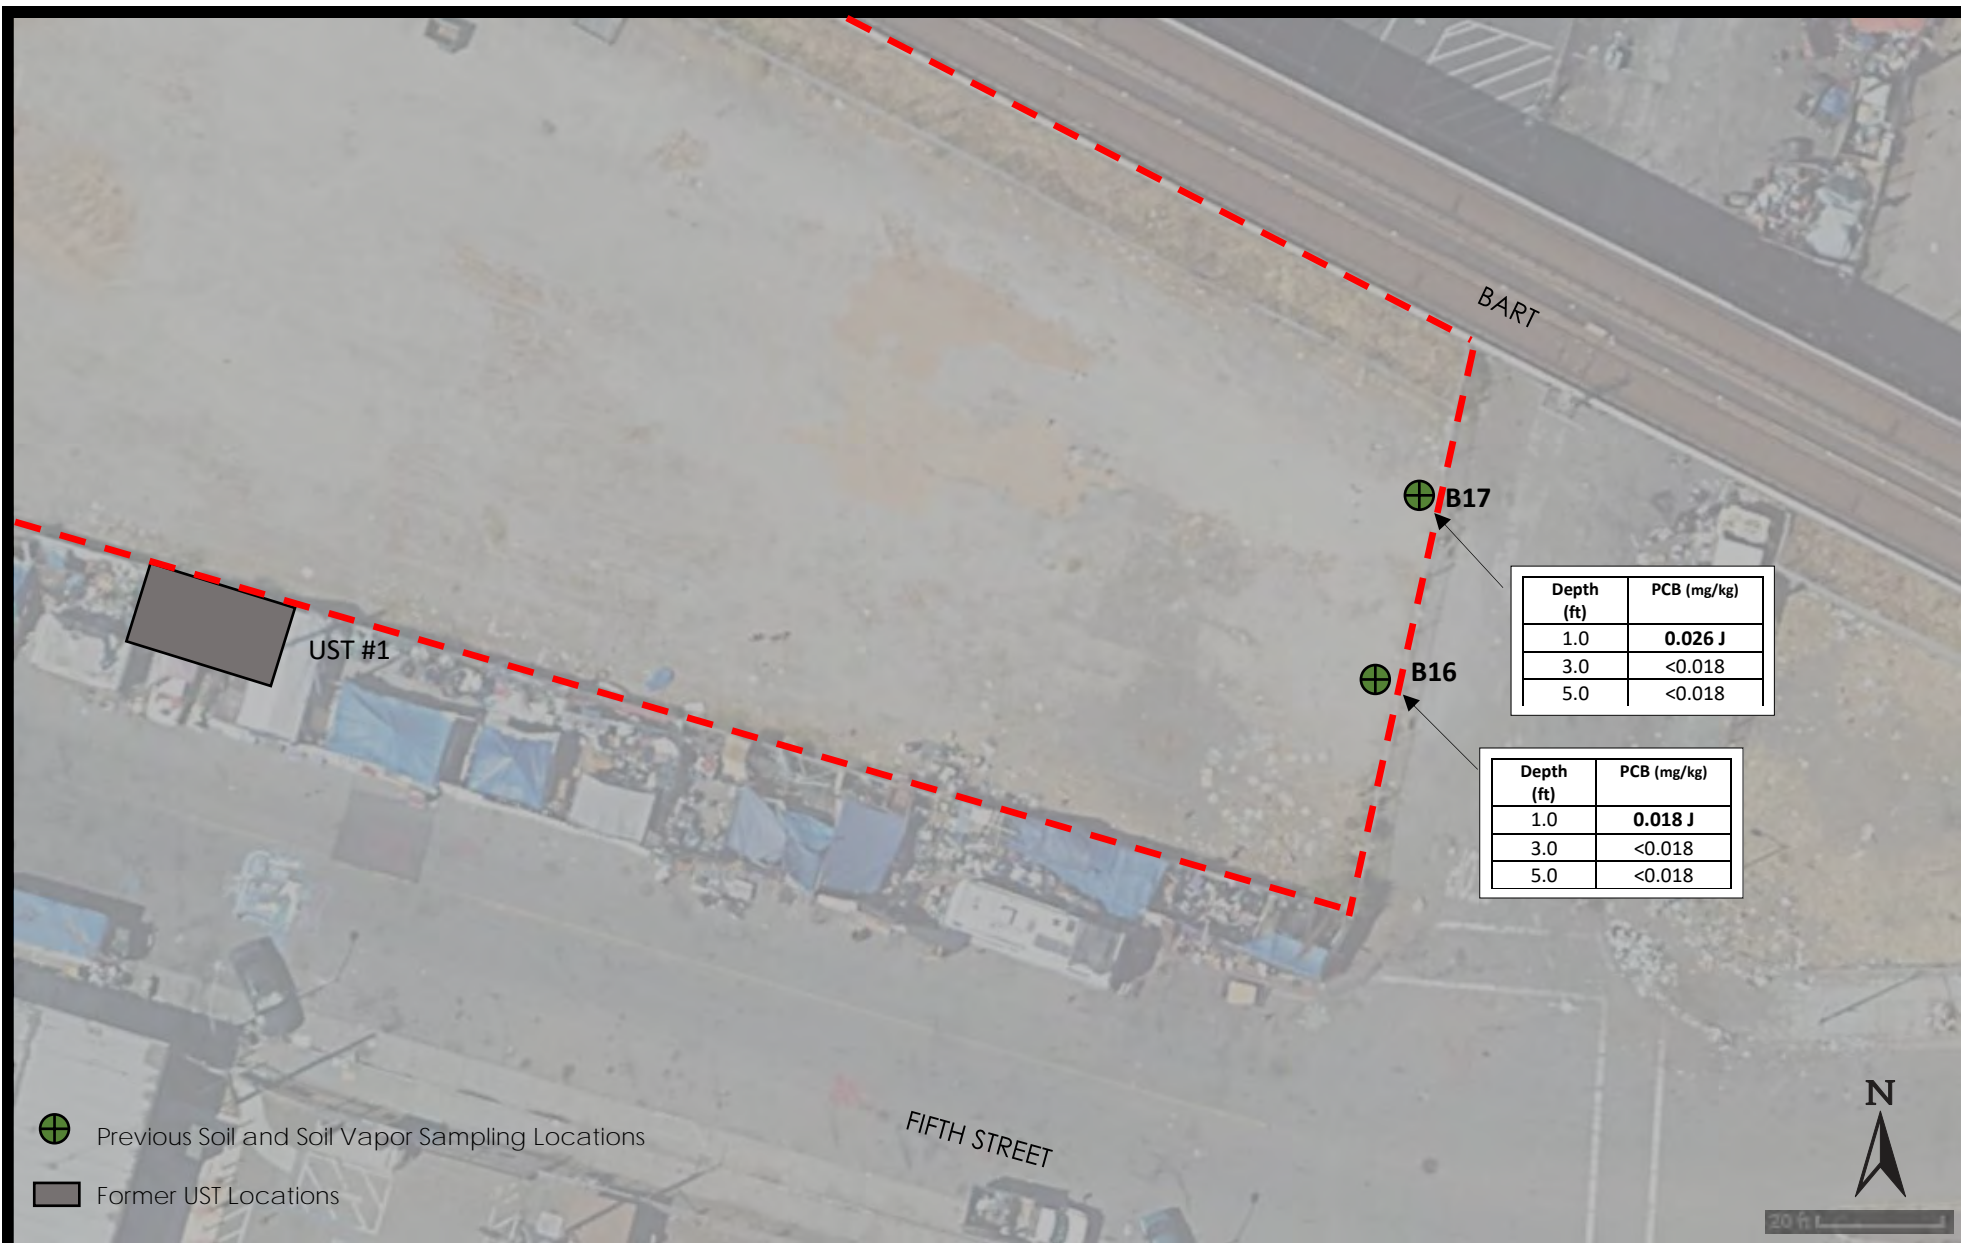 BART
B17
Depth (ft) PCB (mg/kg)
1.0 0.026 J
3.0 <0.018
5.0 <0.018
UST #1
B16
Depth (ft) PCB (mg/kg)
1.0 0.018 J
3.0 <0.018
5.0 <0.018
FIFTH STREET
Previous Soil and Soil Vapor Sampling Locations
Former UST Locations
N
20 ft